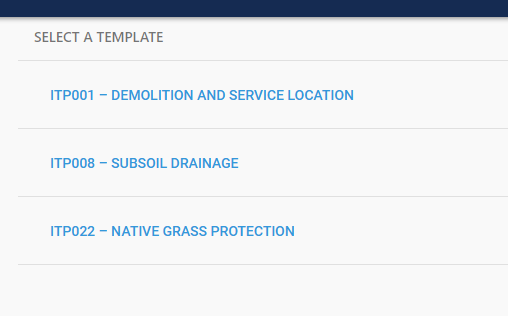 SELECT A TEMPLATE
ITP001 – DEMOLITION AND SERVICE LOCATION
ITP008 – SUBSOIL DRAINAGE
ITP022 – NATIVE GRASS PROTECTION